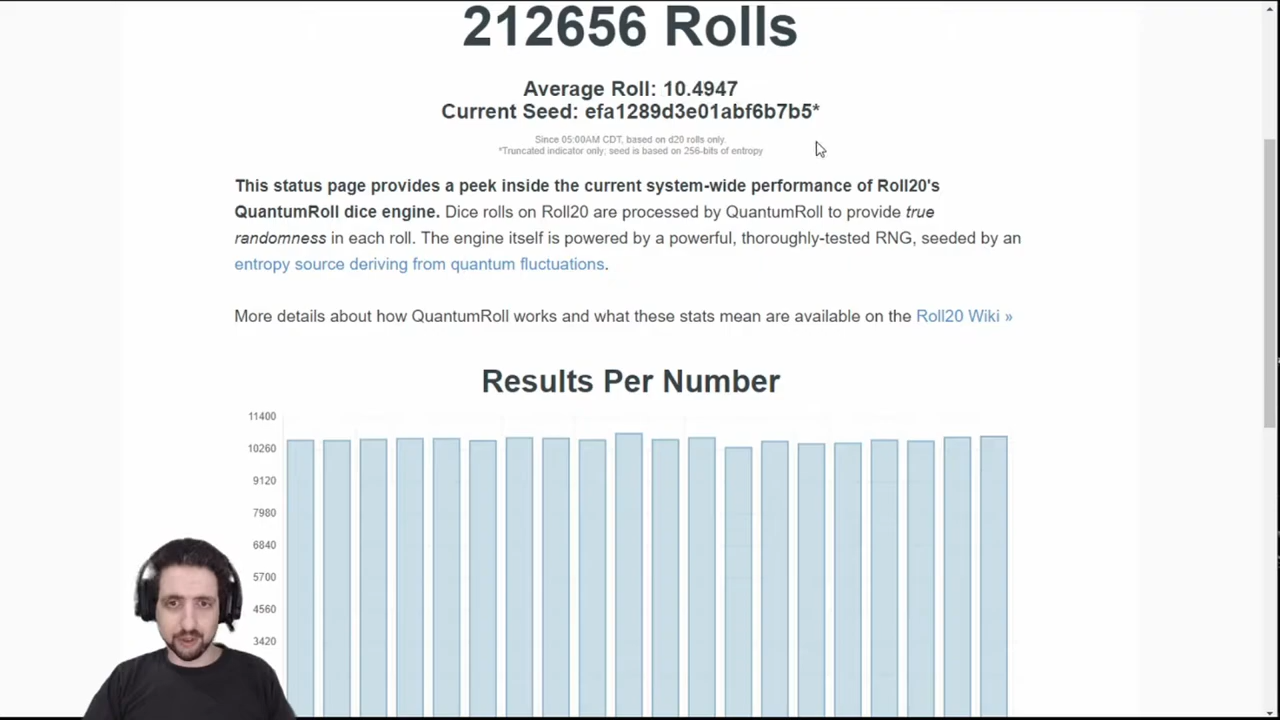 212656 Rolls
Average Roll: 10.4947
Current Seed: efa1289d3e01abf6b7b5*
Since 05:00AM CDT, based on d20 rolls only.
*Truncated indicator only; seed is based on 256-bits of entropy
This status page provides a peek inside the current system-wide performance of Roll20's
QuantumRoll dice engine. Dice rolls on Roll20 are processed by QuantumRoll to provide true
randomness in each roll. The engine itself is powered by a powerful, thoroughly-tested RNG, seeded by an
entropy source deriving from quantum fluctuations.
More details about how QuantumRoll works and what these stats mean are available on the Roll20 Wiki »
Results Per Number
11400
10260
9120
7980
6840
5700
4560
3420